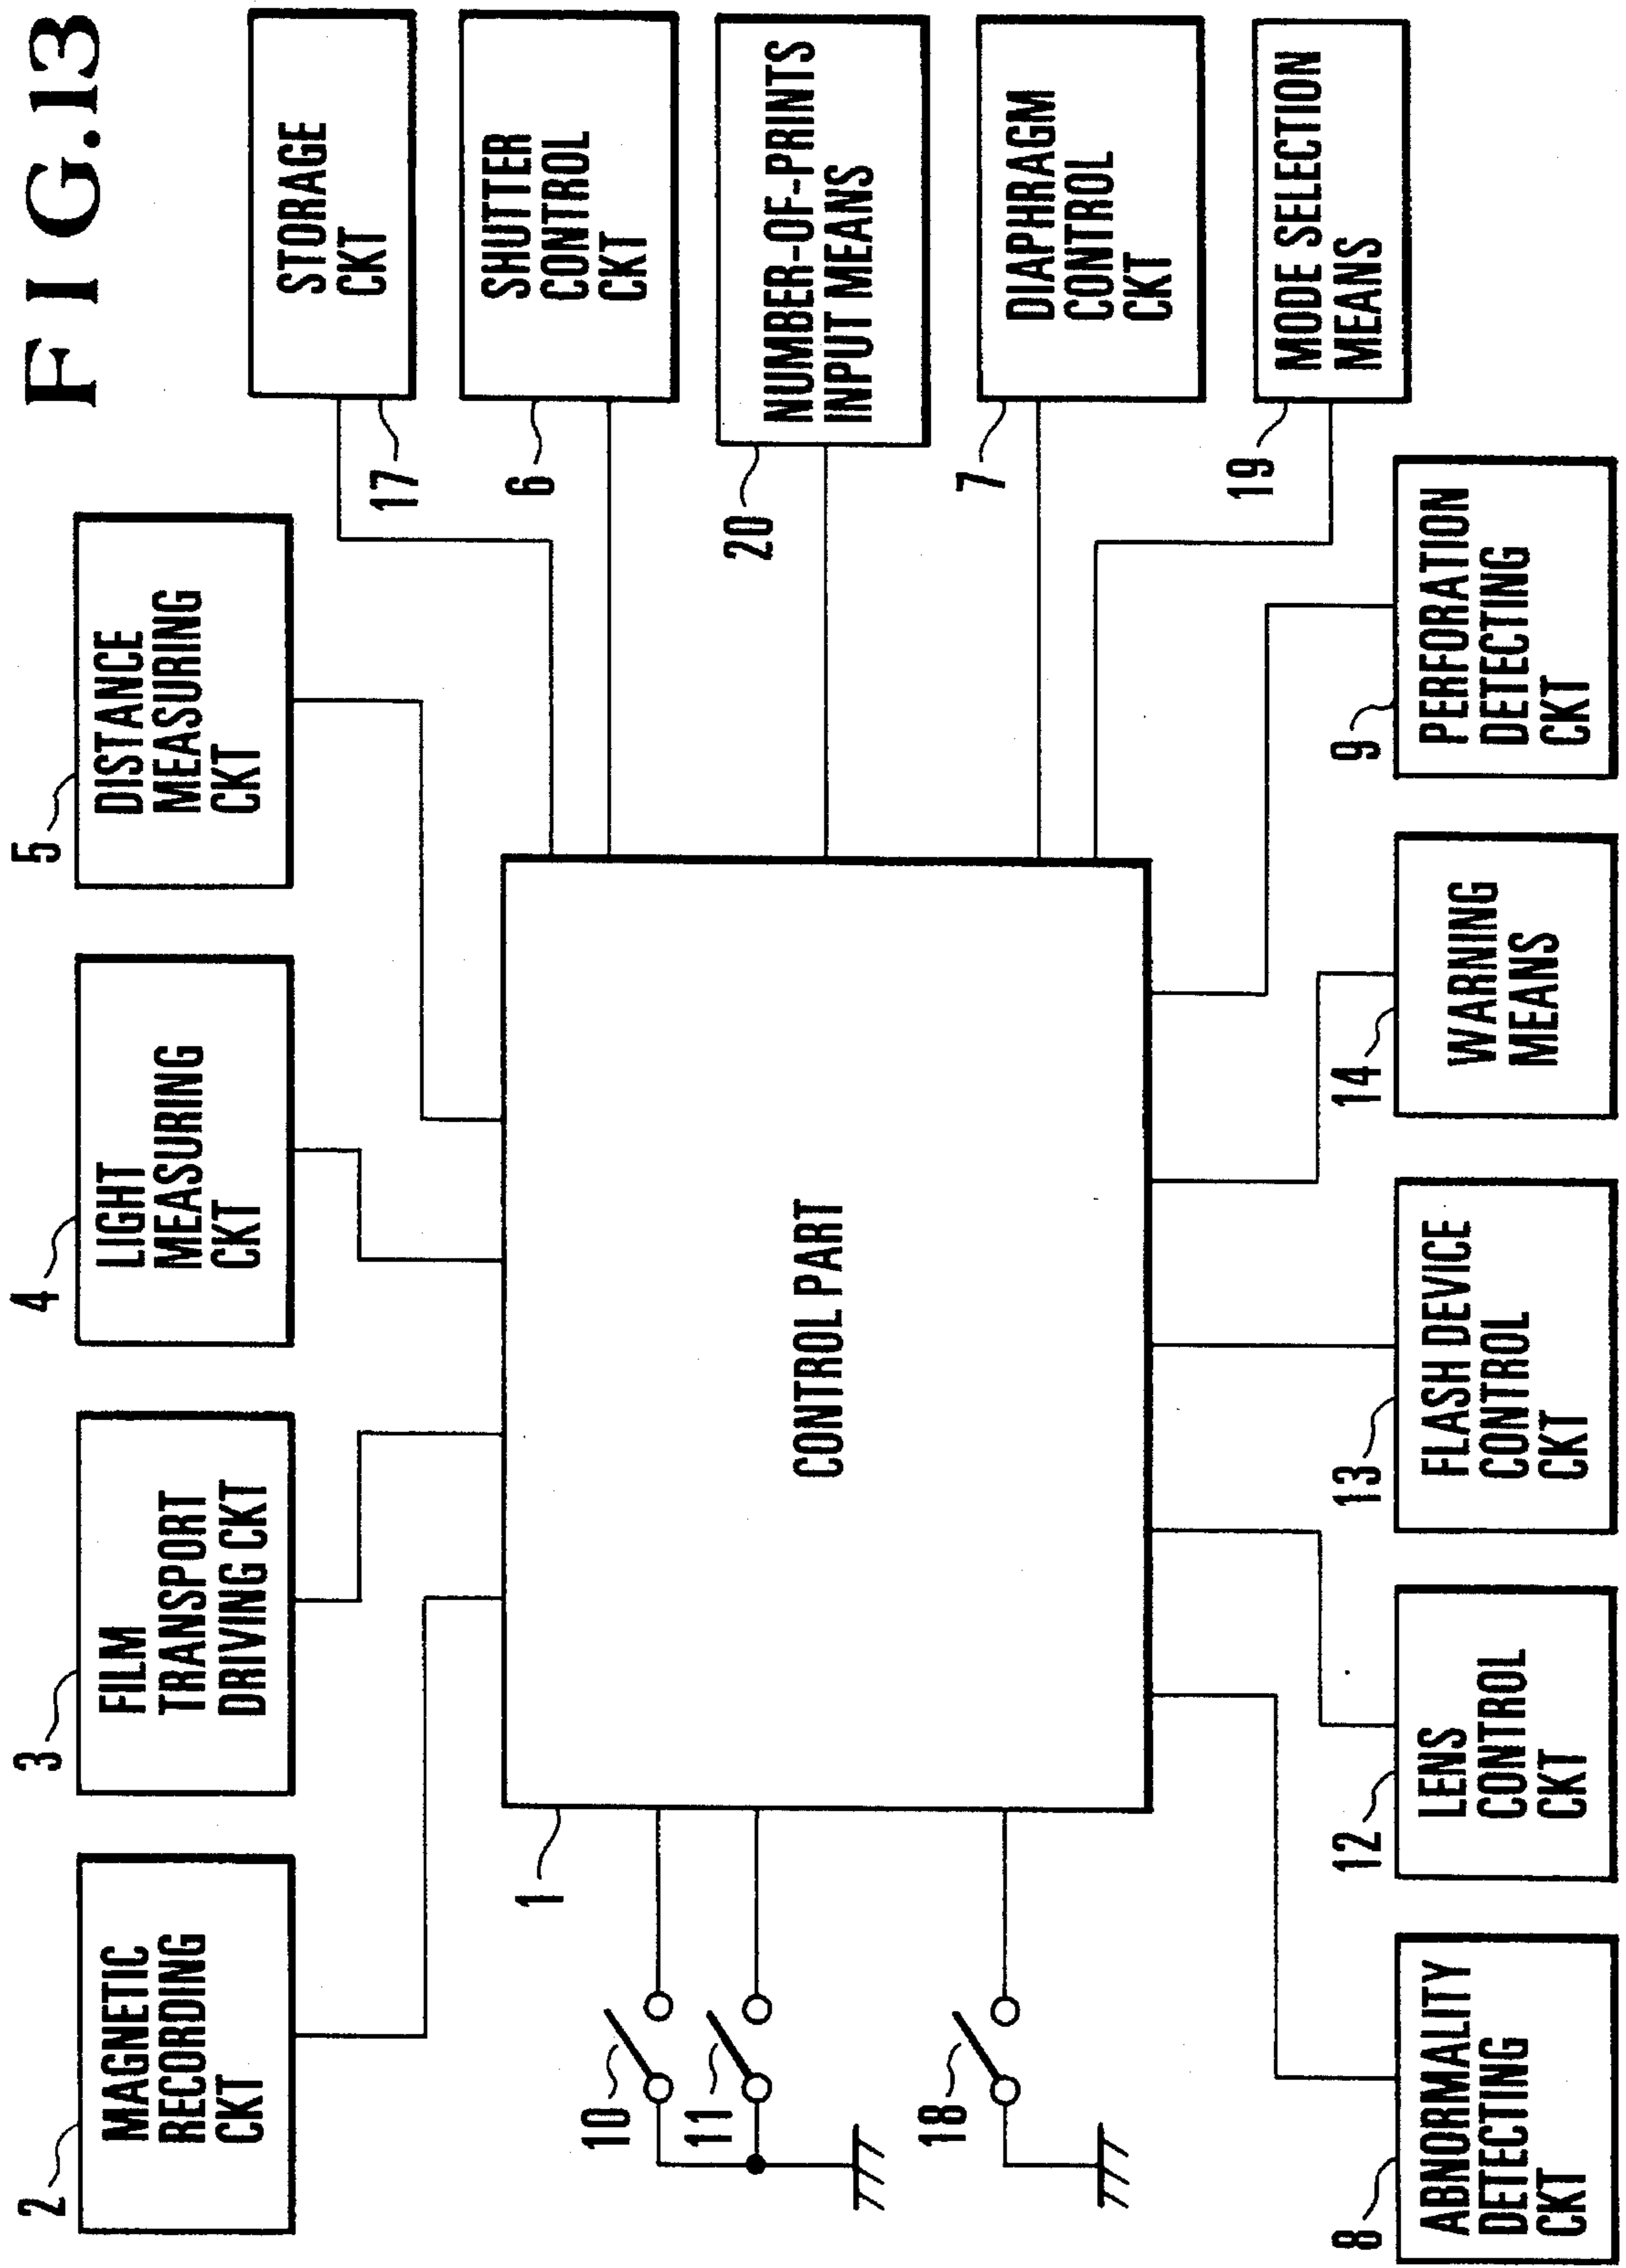 FIG.13
2
MAGNETIC
RECORDING
CKT
3
FILM
TRANSPORT
DRIVING CKT
4
LIGHT
MEASURING
CKT
5
DISTANCE
MEASURING
CKT
STORAGE
CKT
17
SHUTTER
CONTROL
CKT
6
NUMBER-OF-PRINTS
INPUT MEANS
20
DIAPHRAGM
CONTROL
CKT
7
MODE SELECTION
MEANS
19
1
CONTROL PART
10
11
18
8
ABNORMALITY
DETECTING
CKT
12
LENS
CONTROL
CKT
13
FLASH DEVICE
CONTROL
CKT
14
WARNING
MEANS
9
PERFORATION
DETECTING
CKT